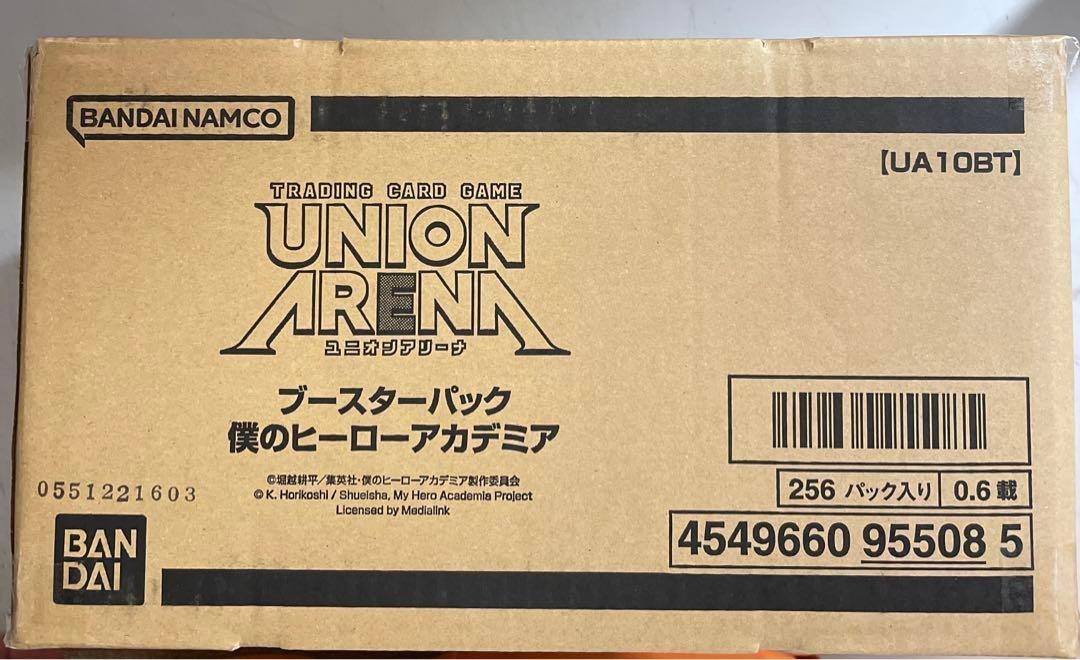 BANDAI NAMCO
【UA10BT】
TRADING CARD GAME
UNION
ARENA
ユニオンアリーナ
ブースターパック
僕のヒーローアカデミア
©堀越耕平／集英社・僕のヒーローアカデミア製作委員会
© K. Horikoshi / Shueisha, My Hero Academia Project
Licensed by Medialink
0551221603
256 パック入り 0.6 載
4549660 95508 5
BAN
DAI